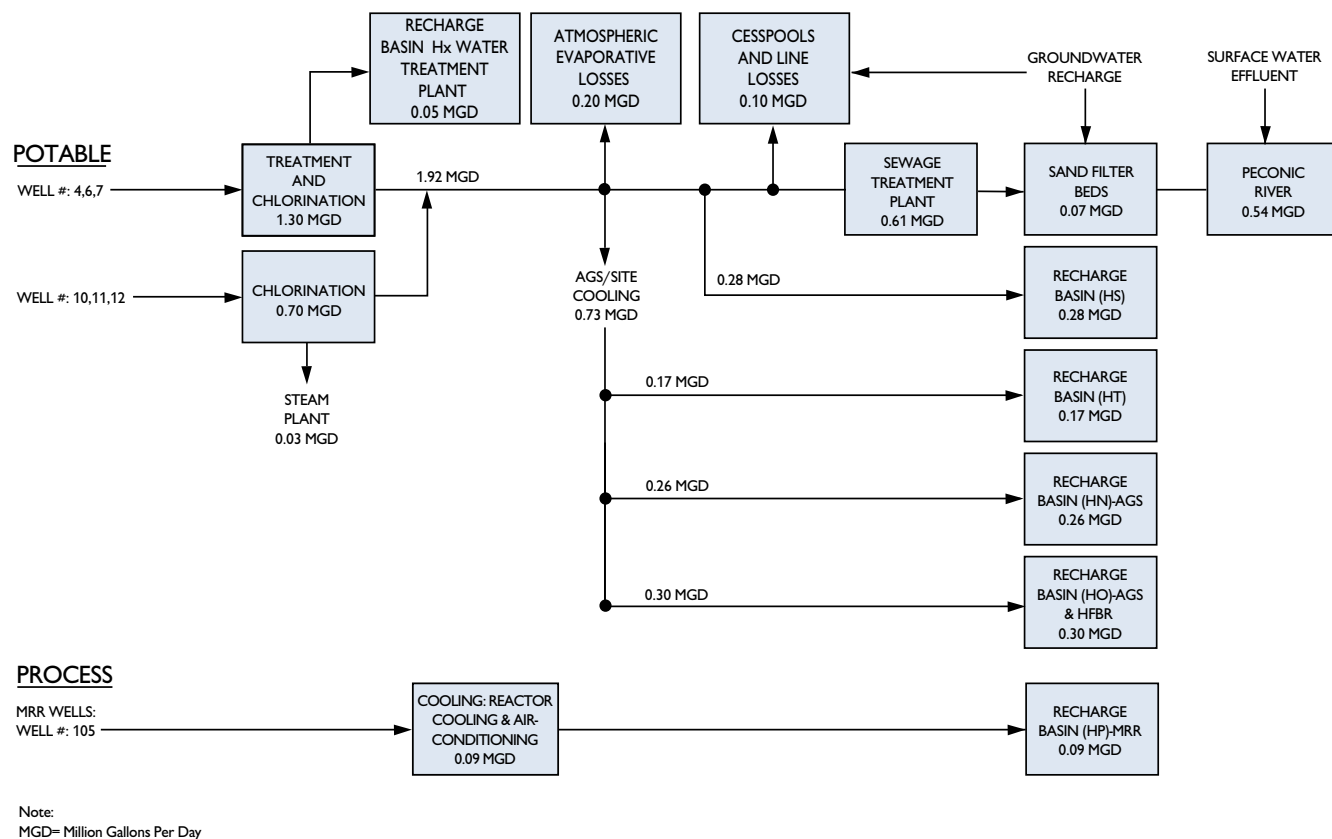 RECHARGE
BASIN Hx WATER
TREATMENT
PLANT
0.05 MGD
ATMOSPHERIC
EVAPORATIVE
LOSSES
0.20 MGD
CESSPOOLS
AND LINE
LOSSES
0.10 MGD
GROUNDWATER
RECHARGE
SURFACE WATER
EFFLUENT
POTABLE
WELL #: 4,6,7
TREATMENT
AND
CHLORINATION
1.30 MGD
1.92 MGD
SEWAGE
TREATMENT
PLANT
0.61 MGD
SAND FILTER
BEDS
0.07 MGD
PECONIC
RIVER
0.54 MGD
WELL #: 10,11,12
CHLORINATION
0.70 MGD
AGS/SITE
COOLING
0.73 MGD
0.28 MGD
RECHARGE
BASIN (HS)
0.28 MGD
STEAM
PLANT
0.03 MGD
0.17 MGD
RECHARGE
BASIN (HT)
0.17 MGD
0.26 MGD
RECHARGE
BASIN (HN)-AGS
0.26 MGD
0.30 MGD
RECHARGE
BASIN (HO)-AGS
& HFBR
0.30 MGD
PROCESS
MRR WELLS:
WELL #: 105
COOLING: REACTOR
COOLING & AIR-
CONDITIONING
0.09 MGD
RECHARGE
BASIN (HP)-MRR
0.09 MGD
Note:
MGD= Million Gallons Per Day